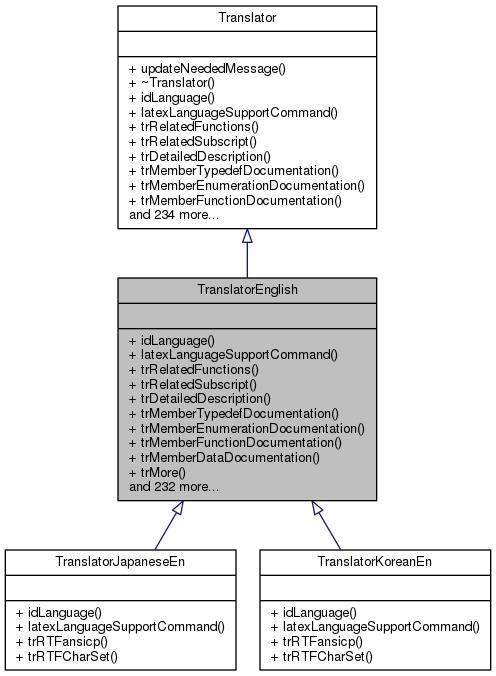 Translator
+ updateNeededMessage()
+ ~Translator()
+ idLanguage()
+ latexLanguageSupportCommand()
+ trRelatedFunctions()
+ trRelatedSubscript()
+ trDetailedDescription()
+ trMemberTypedefDocumentation()
+ trMemberEnumerationDocumentation()
+ trMemberFunctionDocumentation()
and 234 more...
TranslatorEnglish
+ idLanguage()
+ latexLanguageSupportCommand()
+ trRelatedFunctions()
+ trRelatedSubscript()
+ trDetailedDescription()
+ trMemberTypedefDocumentation()
+ trMemberEnumerationDocumentation()
+ trMemberFunctionDocumentation()
+ trMemberDataDocumentation()
+ trMore()
and 232 more...
TranslatorJapaneseEn
+ idLanguage()
+ latexLanguageSupportCommand()
+ trRTFansicp()
+ trRTFCharSet()
TranslatorKoreanEn
+ idLanguage()
+ latexLanguageSupportCommand()
+ trRTFansicp()
+ trRTFCharSet()